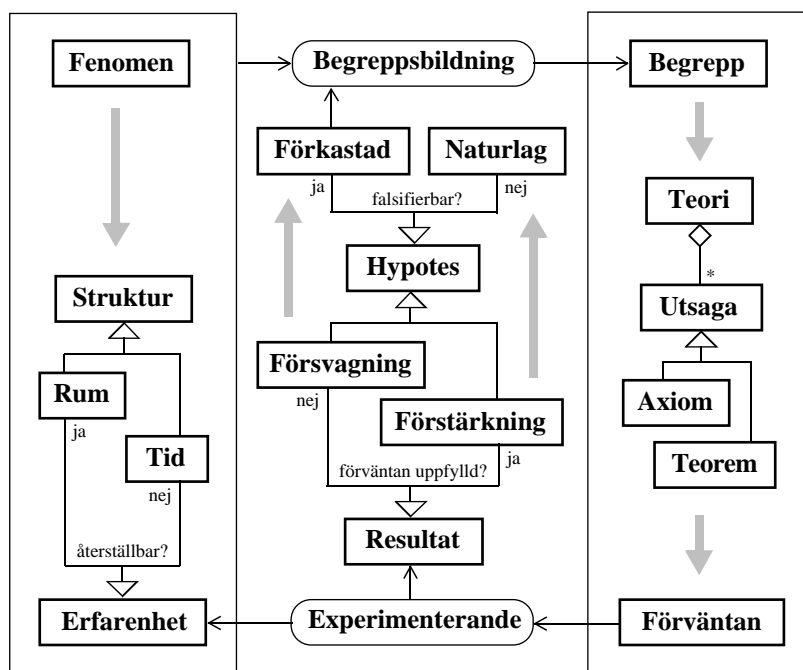 Fenomen
Begreppsbildning
Begrepp
Förkastad
Naturlag
ja
falsifierbar?
nej
Teori
Hypotes
*
Struktur
Utsaga
Försvagning
Rum
nej
Axiom
Förstärkning
ja
Tid
Teorem
nej
förväntan uppfylld?
ja
återställbar?
Resultat
Erfarenhet
Experimenterande
Förväntan